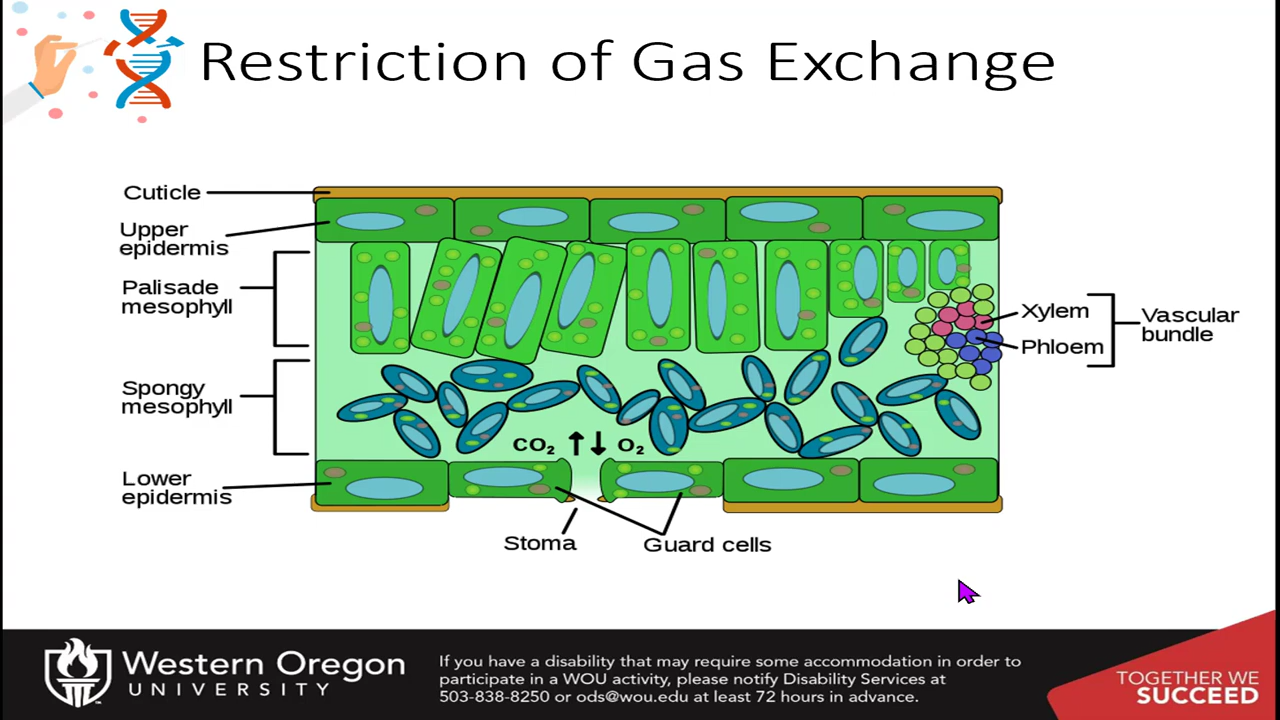 Restriction of Gas Exchange
Cuticle
Upper
epidermis
Palisade
mesophyll
Spongy
mesophyll
Lower
epidermis
CO₂
O₂
Stoma
Guard cells
Xylem
Phloem
Vascular
bundle
Western Oregon
UNIVERSITY
If you have a disability that may require some accommodation in order to
participate in a WOU activity, please notify Disability Services at
503-838-8250 or ods@wou.edu at least 72 hours in advance.
TOGETHER WE
SUCCEED